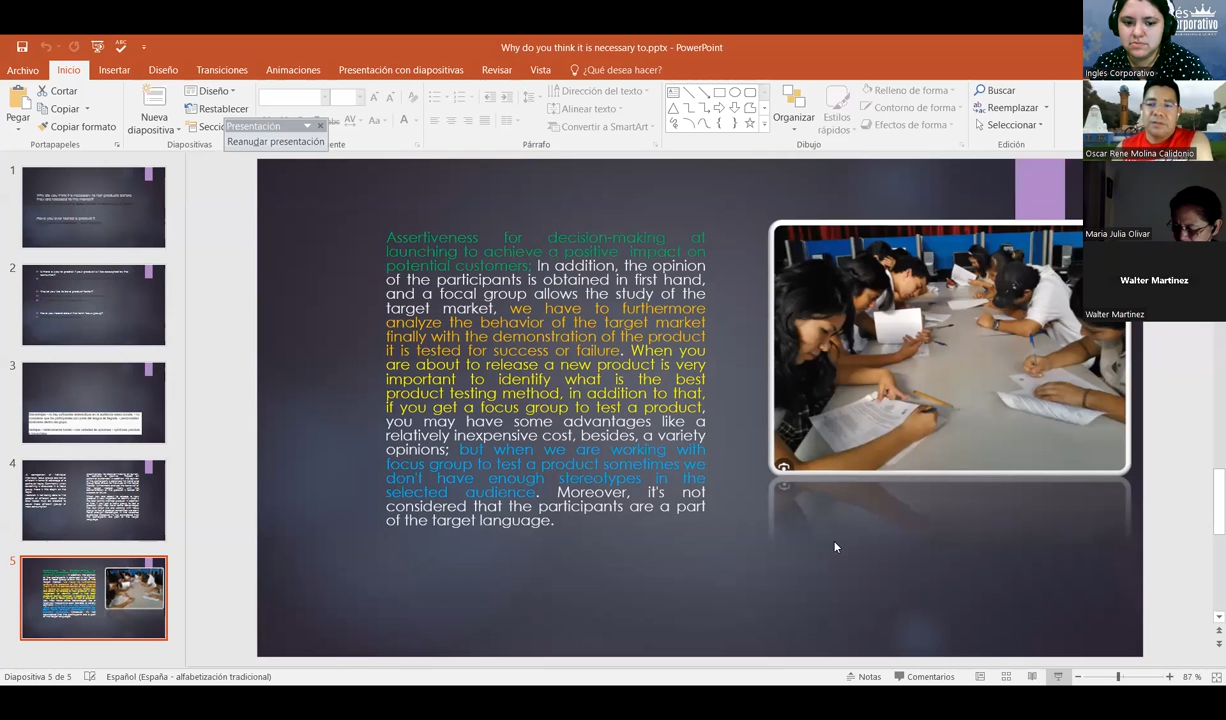 Why do you think it is necessary to.pptx - PowerPoint
Archivo
Inicio
Insertar
Diseño
Transiciones
Animaciones
Presentación con diapositivas
Revisar
Vista
¿Qué desea hacer?
Pegar
Cortar
Copiar
Copiar formato
Portapapeles
Nueva
diapositiva
Diseño
Restablecer
Secci
Diapositivas
Presentación
Reanudar presentación
Dirección del texto
Alinear texto
Convertir a SmartArt
Párrafo
Organizar
Estilos
rápidos
Relleno de forma
Contorno de forma
Efectos de forma
Dibujo
Buscar
Reemplazar
Seleccionar
Edición
Ingles Corporativo
Oscar Rene Molina Calidonio
Maria Julia Olivar
Walter Martinez
Walter Martinez
1
2
3
4
5
Assertiveness for decision-making at
launching to achieve a positive impact on
potential customers; In addition, the opinion
of the participants is obtained in first hand,
and a focal group allows the study of the
target market, we have to furthermore
analyze the behavior of the target market
finally with the demonstration of the product
it is tested for success or failure. When you
are about to release a new product is very
important to identify what is the best
product testing method, in addition to that,
if you get a focus group to test a product,
you may have some advantages like a
relatively inexpensive cost, besides, a variety
opinions; but when we are working with
focus group to test a product sometimes we
don't have enough stereotypes in the
selected audience. Moreover, it's not
considered that the participants are a part
of the target language.
Diapositiva 5 de 5
Español (España - alfabetización tradicional)
Notas
Comentarios
87 %